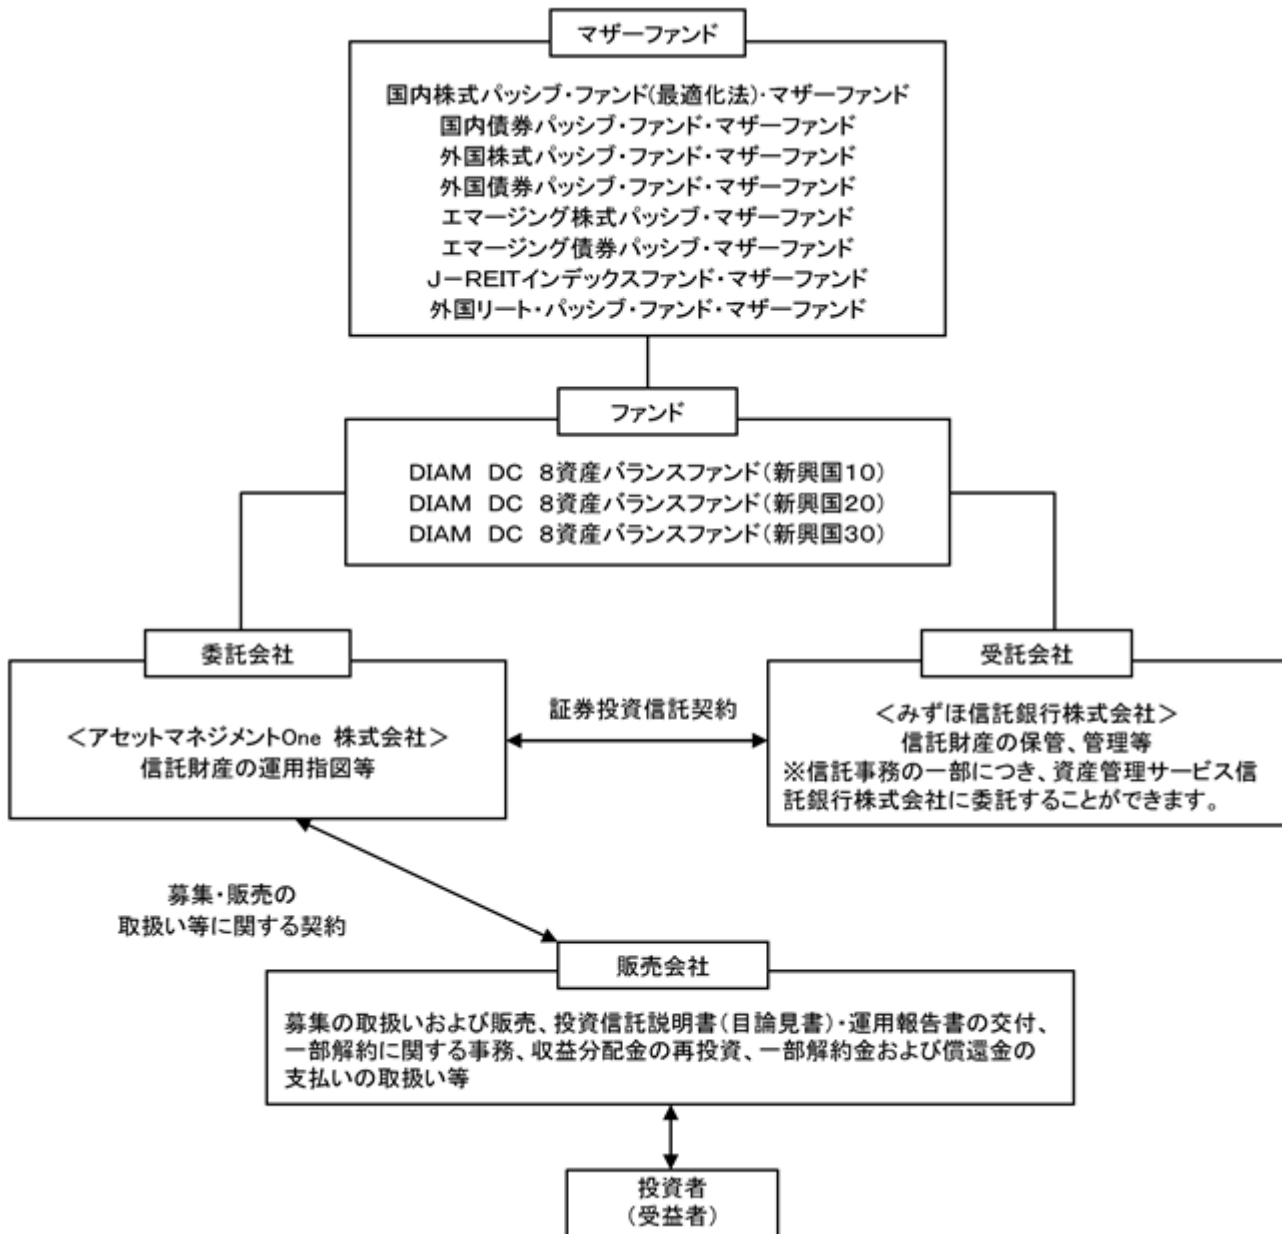 マザーファンド
国内株式パッシブ・ファンド(最適化法)・マザーファンド
国内債券パッシブ・ファンド・マザーファンド
外国株式パッシブ・ファンド・マザーファンド
外国債券パッシブ・ファンド・マザーファンド
エマージング株式パッシブ・マザーファンド
エマージング債券パッシブ・マザーファンド
J－REITインデックスファンド・マザーファンド
外国リート・パッシブ・ファンド・マザーファンド
ファンド
DIAM　DC　8資産バランスファンド（新興国10）
DIAM　DC　8資産バランスファンド（新興国20）
DIAM　DC　8資産バランスファンド（新興国30）
委託会社
＜アセットマネジメントOne 株式会社＞
信託財産の運用指図等
証券投資信託契約
受託会社
＜みずほ信託銀行株式会社＞
信託財産の保管、管理等
※信託事務の一部につき、資産管理サービス信
託銀行株式会社に委託することができます。
募集・販売の
取扱い等に関する契約
販売会社
募集の取扱いおよび販売、投資信託説明書（目論見書）・運用報告書の交付、
一部解約に関する事務、収益分配金の再投資、一部解約金および償還金の
支払いの取扱い等
投資者
（受益者）